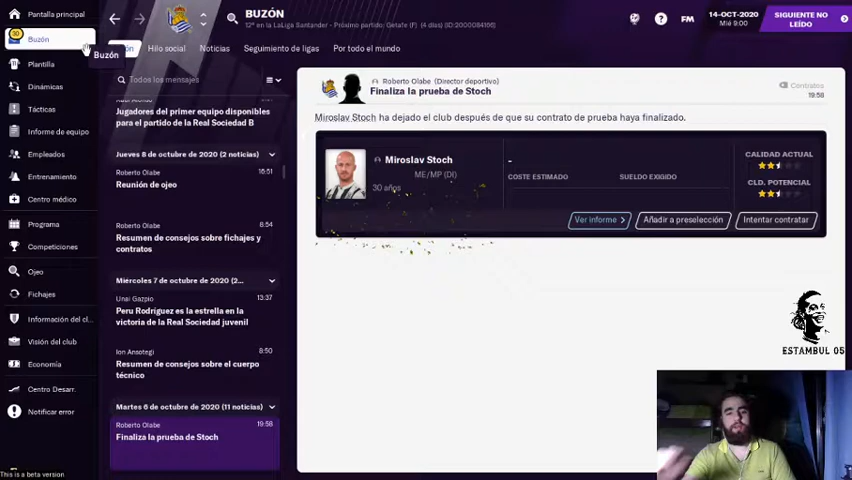 Pantalla principal
30
Buzón
Buzón
Plantilla
Dinámicas
Tácticas
Informe de equipo
Empleados
Entrenamiento
Centro médico
Programa
Competiciones
Ojeo
Fichajes
Información del cl...
Visión del club
Economía
Centro Desarr.
Notificar error
This is a beta version
BUZÓN
12º en la LaLiga Santander • Próximo partido: Getafe (F) (4 días) (ID:2000084166)
FM
14-OCT-2020
Mié 9:00
SIGUIENTE NO
LEÍDO
Hilo social
Noticias
Seguimiento de ligas
Por todo el mundo
Todos los mensajes
Jugadores del primer equipo disponibles
para el partido de la Real Sociedad B
Jueves 8 de octubre de 2020 (2 noticias)
Roberto Olabe
16:51
Reunión de ojeo
Roberto Olabe
8:54
Resumen de consejos sobre fichajes y
contratos
Miércoles 7 de octubre de 2020 (2...
Unai Gazpio
13:37
Peru Rodríguez es la estrella en la
victoria de la Real Sociedad juvenil
Ion Ansotegi
8:50
Resumen de consejos sobre el cuerpo
técnico
Martes 6 de octubre de 2020 (11 noticias)
Roberto Olabe
19:58
Finaliza la prueba de Stoch
Roberto Olabe (Director deportivo)
Finaliza la prueba de Stoch
Contratos
19:58
Miroslav Stoch ha dejado el club después de que su contrato de prueba haya finalizado.
Miroslav Stoch
ME/MP (DI)
30 años
-
COSTE ESTIMADO
SUELDO EXIGIDO
CALIDAD ACTUAL
CLD. POTENCIAL
Ver informe
Añadir a preselección
Intentar contratar
ESTAMBUL 05